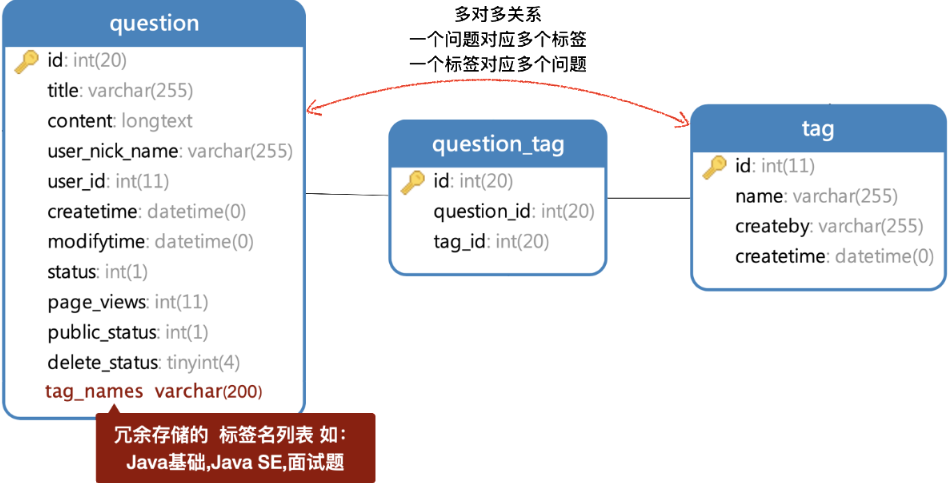 多对多关系
一个问题对应多个标签
一个标签对应多个问题
question
id: int(20)
title: varchar(255)
content: longtext
user_nick_name: varchar(255)
user_id: int(11)
createtime: datetime(0)
modifytime: datetime(0)
status: int(1)
page_views: int(11)
public_status: int(1)
delete_status: tinyint(4)
tag_names varchar(200)
冗余存储的 标签名列表 如：
Java基础,Java SE,面试题
question_tag
id: int(20)
question_id: int(20)
tag_id: int(20)
tag
id: int(11)
name: varchar(255)
createby: varchar(255)
createtime: datetime(0)